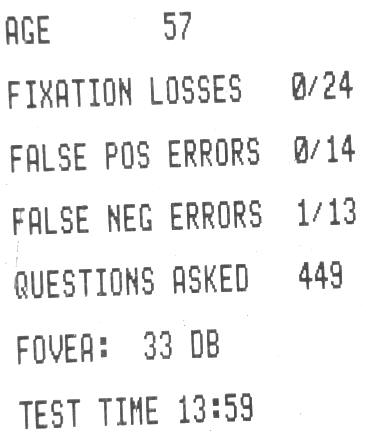 AGE 57
FIXATION LOSSES 0/24
FALSE POS ERRORS 0/14
FALSE NEG ERRORS 1/13
QUESTIONS ASKED 449
FOVEA: 33 DB
TEST TIME 13:59